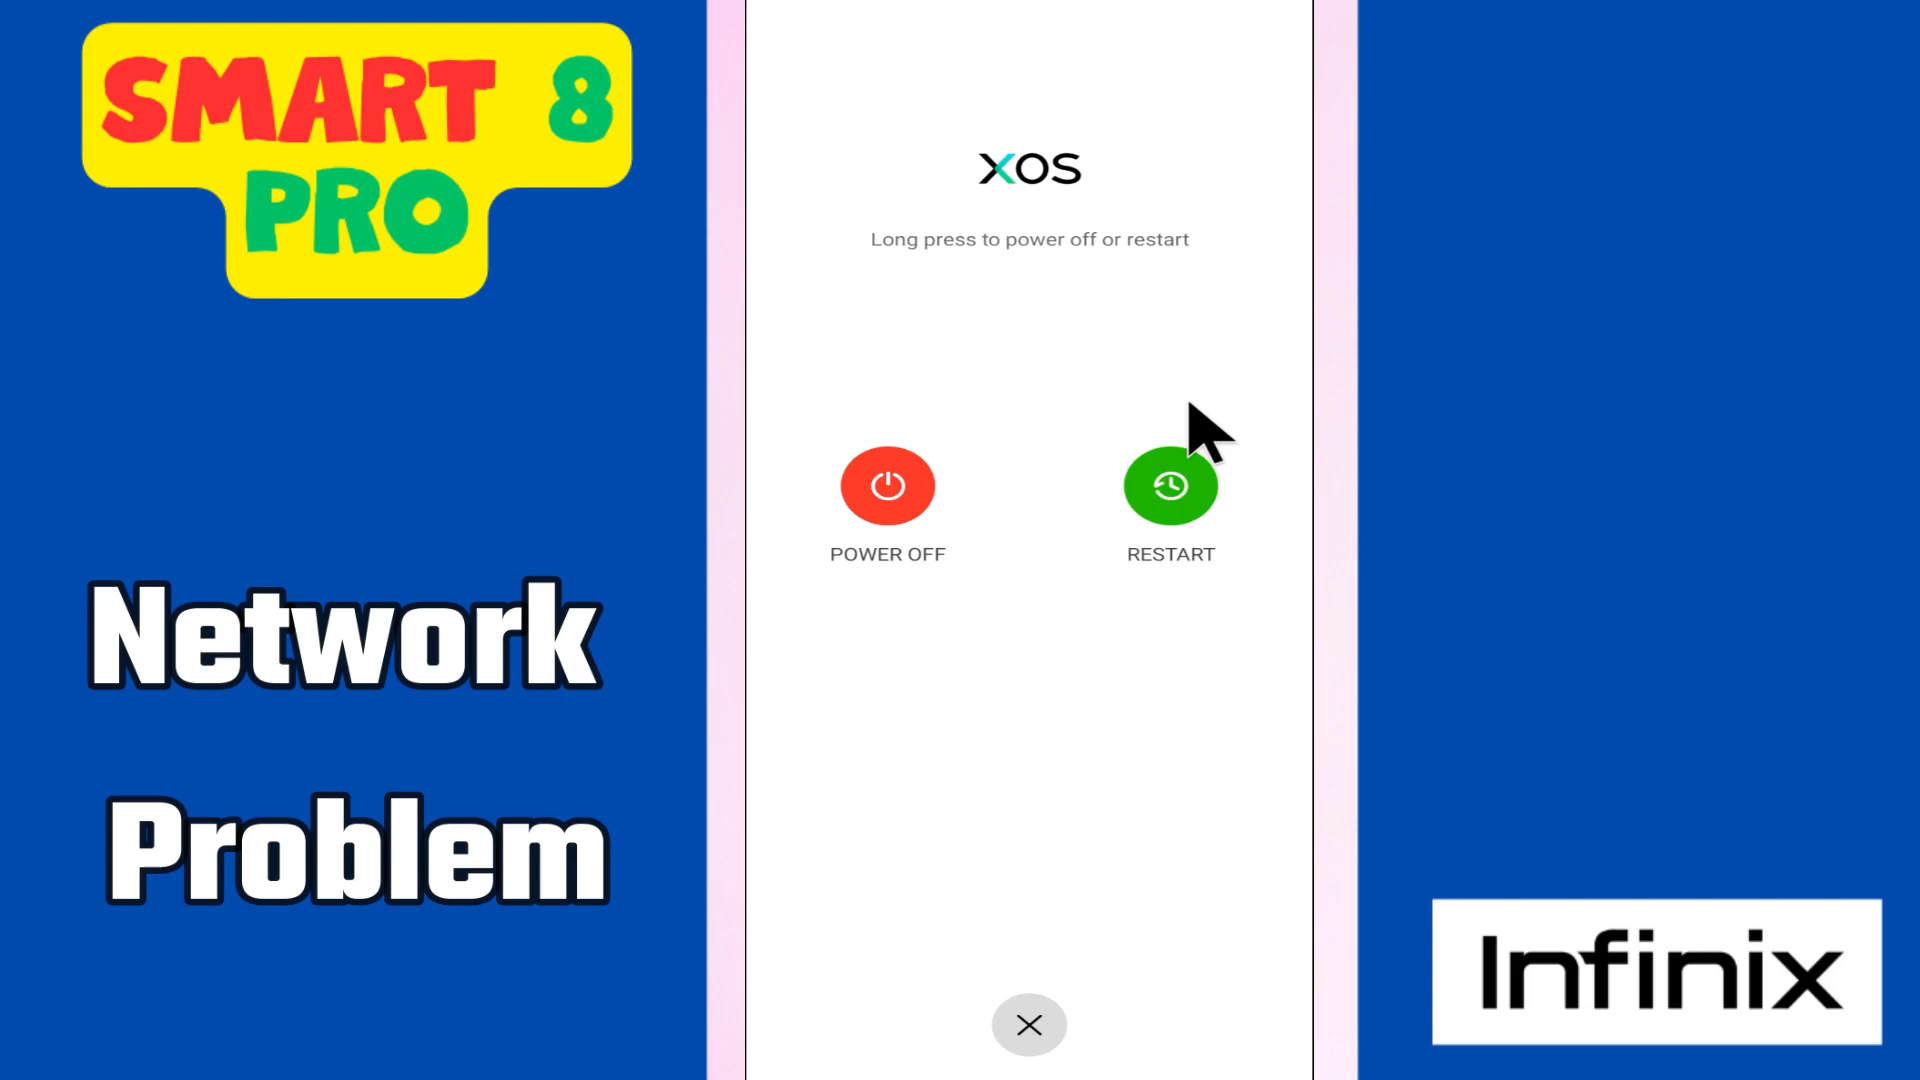 SMART 8
PRO
Network
Problem
XOS
Long press to power off or restart
POWER OFF
RESTART
Infinix